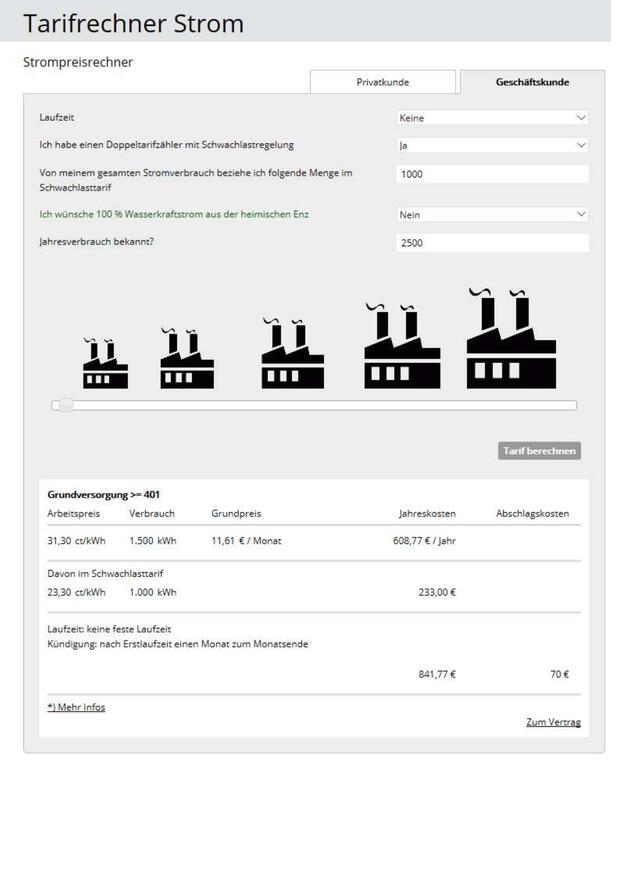 Tarifrechner Strom
Strompreisrechner
Privatkunde Geschäftskunde
Laufzeit Keine
Ich habe einen Doppeltarifzähler mit Schwachlastregelung Ja
Von meinem gesamten Stromverbrauch beziehe ich folgende Menge im 1000
Schwachlasttarif
Ich wünsche 100 % Wasserkraftstrom aus der heimischen Enz Nein
Jahresverbrauch bekannt? 2500
Tarif berechnen
Grundversorgung >= 401
Arbeitspreis Verbrauch Grundpreis Jahreskosten Abschlagskosten
31,30 ct/kWh 1.500 kWh 11,61 € / Monat 608,77 € / Jahr
Davon im Schwachlasttarif
23,30 ct/kWh 1.000 kWh 233,00 €
Laufzeit: keine feste Laufzeit
Kündigung: nach Erstlaufzeit einen Monat zum Monatsende
841,77 € 70 €
*) Mehr Infos
Zum Vertrag